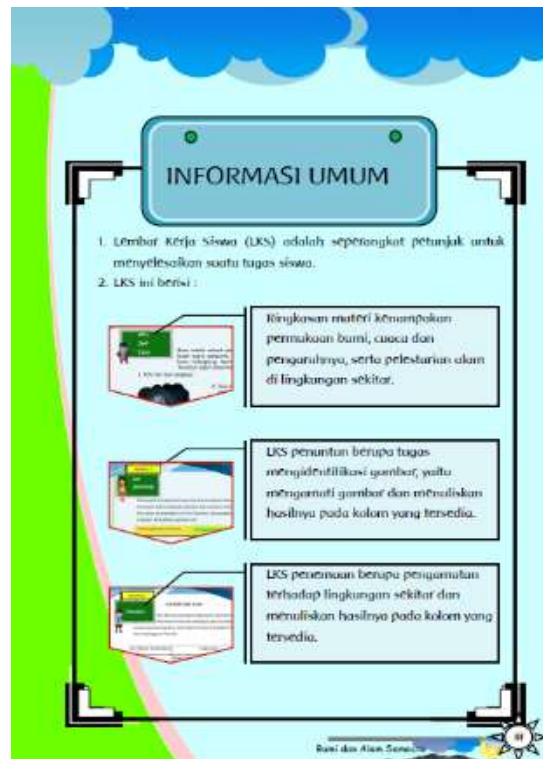 INFORMASI UMUM
1. Lembar Kerja Siswa (LKS) adalah seperangkat petunjuk untuk
menyelesaikan suatu tugas siswa.
2. LKS ini berisi :
Ringkasan materi kenampakan
permukaan bumi, cuaca dan
pengaruhnya, serta pelestarian alam
di lingkungan sekitar.
LKS penuntun berupa tugas
mengidentifikasi gambar, yaitu
mengamati gambar dan menuliskan
hasilnya pada kolom yang tersedia.
LKS penemuan berupa pengamatan
terhadap lingkungan sekitar dan
menuliskan hasilnya pada kolom yang
tersedia.
Bumi dan Alam